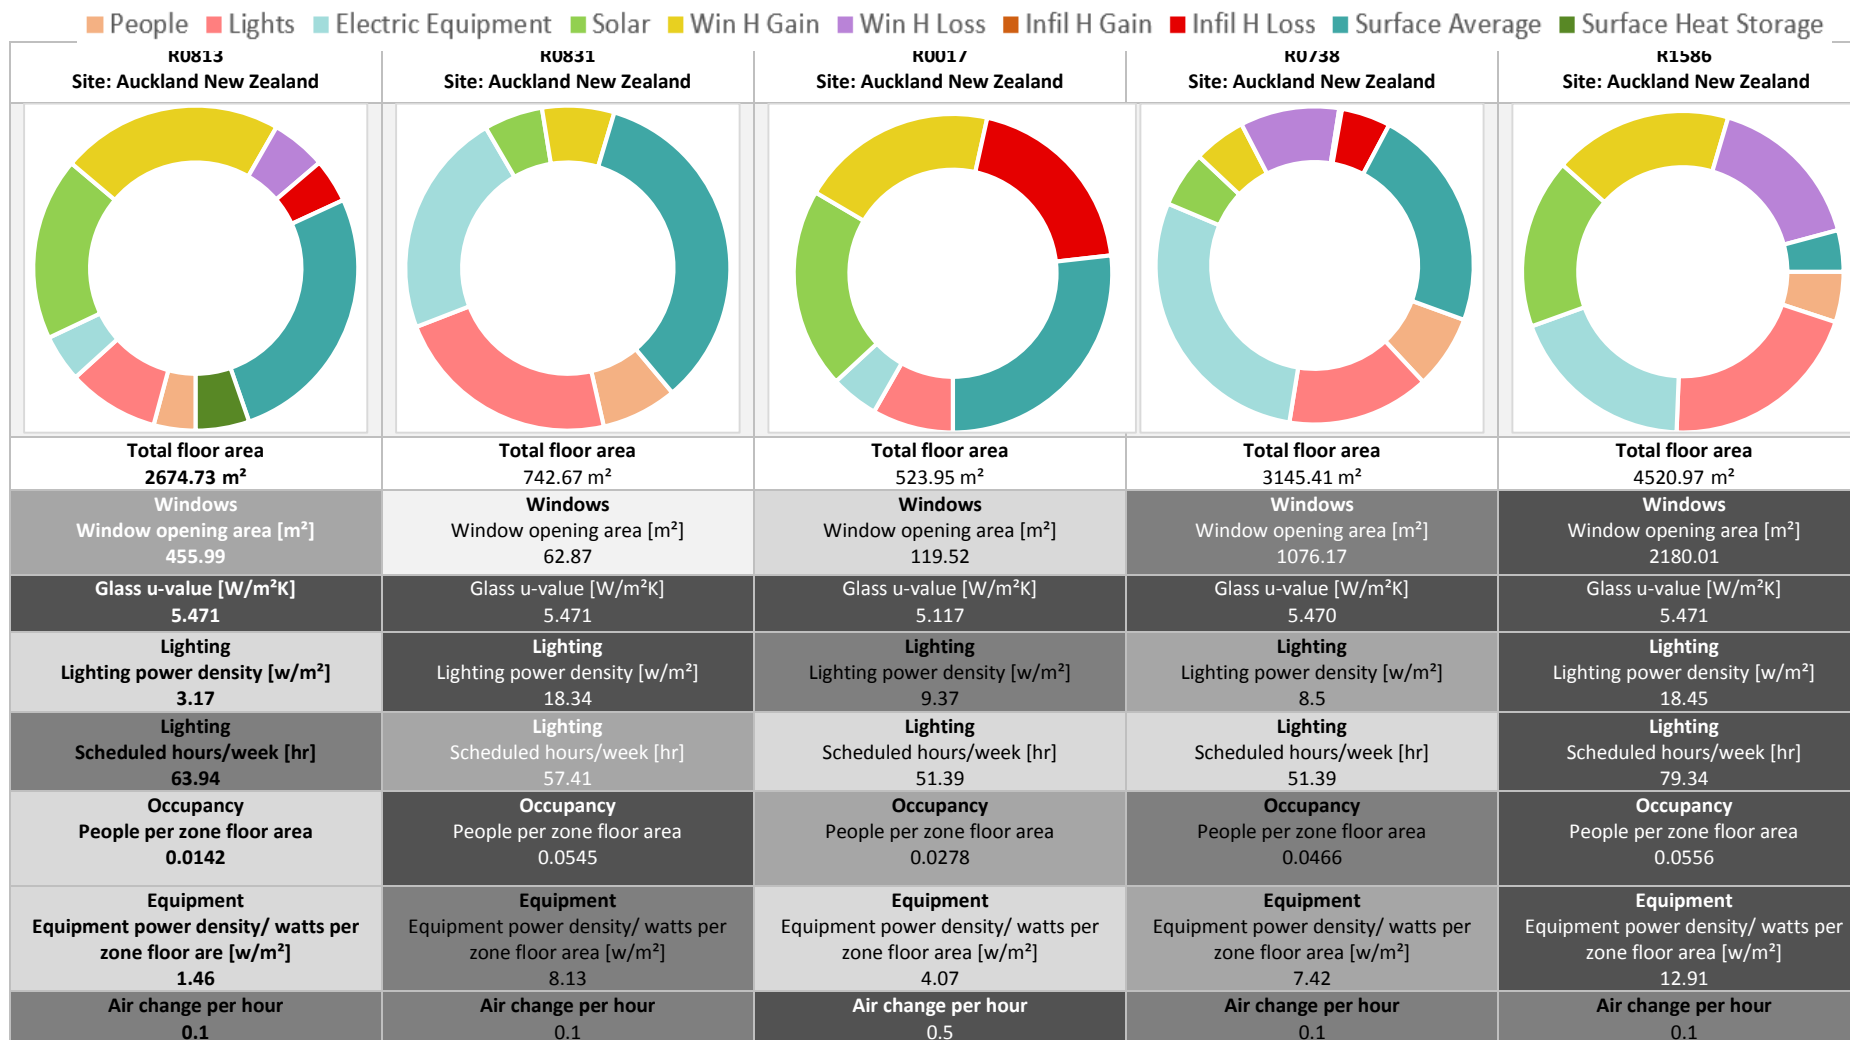 People Lights Electric Equipment Solar Win H Gain Win H Loss Infil H Gain Infil H Loss Surface Average Surface Heat Storage
R0813 R0831 R0017 R0738 R1586
Site: Auckland New Zealand Site: Auckland New Zealand Site: Auckland New Zealand Site: Auckland New Zealand Site: Auckland New Zealand
Total floor area Total floor area Total floor area Total floor area Total floor area
2674.73 m² 742.67 m² 523.95 m² 3145.41 m² 4520.97 m²
Windows Windows Windows Windows Windows
Window opening area [m²] Window opening area [m²] Window opening area [m²] Window opening area [m²] Window opening area [m²]
455.99 62.87 119.52 1076.17 2180.01
Glass u-value [W/m²K] Glass u-value [W/m²K] Glass u-value [W/m²K] Glass u-value [W/m²K] Glass u-value [W/m²K]
5.471 5.471 5.117 5.470 5.471
Lighting Lighting Lighting Lighting Lighting
Lighting power density [w/m²] Lighting power density [w/m²] Lighting power density [w/m²] Lighting power density [w/m²] Lighting power density [w/m²]
3.17 18.34 9.37 8.5 18.45
Lighting Lighting Lighting Lighting Lighting
Scheduled hours/week [hr] Scheduled hours/week [hr] Scheduled hours/week [hr] Scheduled hours/week [hr] Scheduled hours/week [hr]
63.94 57.41 51.39 51.39 79.34
Occupancy Occupancy Occupancy Occupancy Occupancy
People per zone floor area People per zone floor area People per zone floor area People per zone floor area People per zone floor area
0.0142 0.0545 0.0278 0.0466 0.0556
Equipment Equipment Equipment Equipment Equipment
Equipment power density/ watts per Equipment power density/ watts per Equipment power density/ watts per Equipment power density/ watts per Equipment power density/ watts per
zone floor are [w/m²] zone floor area [w/m²] zone floor area [w/m²] zone floor area [w/m²] zone floor area [w/m²]
1.46 8.13 4.07 7.42 12.91
Air change per hour Air change per hour Air change per hour Air change per hour Air change per hour
0.1 0.1 0.5 0.1 0.1